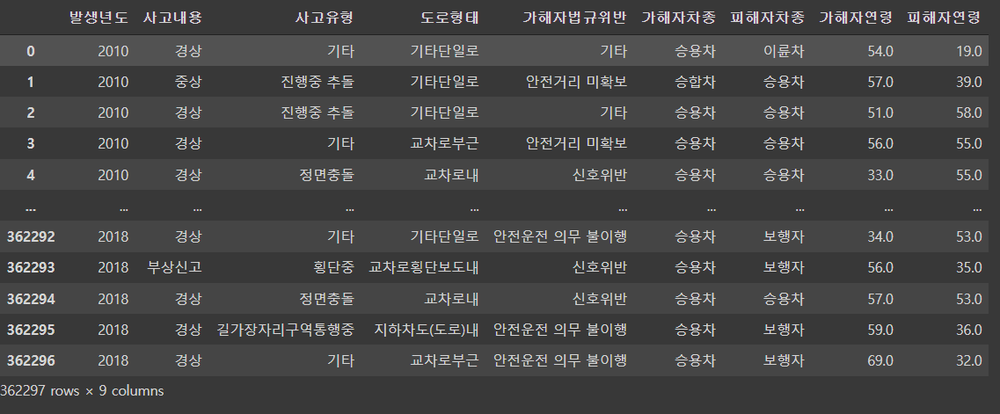 발생년도 사고내용 사고유형 도로형태 가해자법규위반 가해자차종 피해자차종 가해자연령 피해자연령
0 2010 경상 기타 기타단일로 기타 승용차 이륜차 54.0 19.0
1 2010 중상 진행중 추돌 기타단일로 안전거리 미확보 승합차 승용차 57.0 39.0
2 2010 경상 진행중 추돌 기타단일로 기타 승용차 승용차 51.0 58.0
3 2010 경상 기타 교차로부근 안전거리 미확보 승용차 승용차 56.0 55.0
4 2010 경상 정면충돌 교차로내 신호위반 승용차 승용차 33.0 55.0
... ... ... ... ... ... ... ... ... ...
362292 2018 경상 기타 기타단일로 안전운전 의무 불이행 승용차 보행자 34.0 53.0
362293 2018 부상신고 횡단중 교차로횡단보도내 신호위반 승용차 보행자 56.0 35.0
362294 2018 경상 정면충돌 교차로내 신호위반 승용차 보행자 57.0 53.0
362295 2018 경상 길가장자리구역통행중 지하차도(도로)내 안전운전 의무 불이행 승용차 보행자 59.0 36.0
362296 2018 경상 기타 교차로부근 안전운전 의무 불이행 승용차 보행자 69.0 32.0
362297 rows × 9 columns